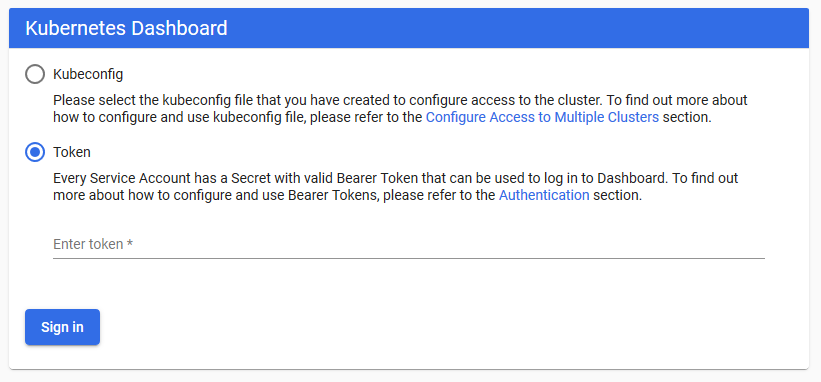 Kubernetes Dashboard
Kubeconfig
Please select the kubeconfig file that you have created to configure access to the cluster. To find out more about
how to configure and use kubeconfig file, please refer to the Configure Access to Multiple Clusters section.
Token
Every Service Account has a Secret with valid Bearer Token that can be used to log in to Dashboard. To find out
more about how to configure and use Bearer Tokens, please refer to the Authentication section.
Enter token *
Sign in